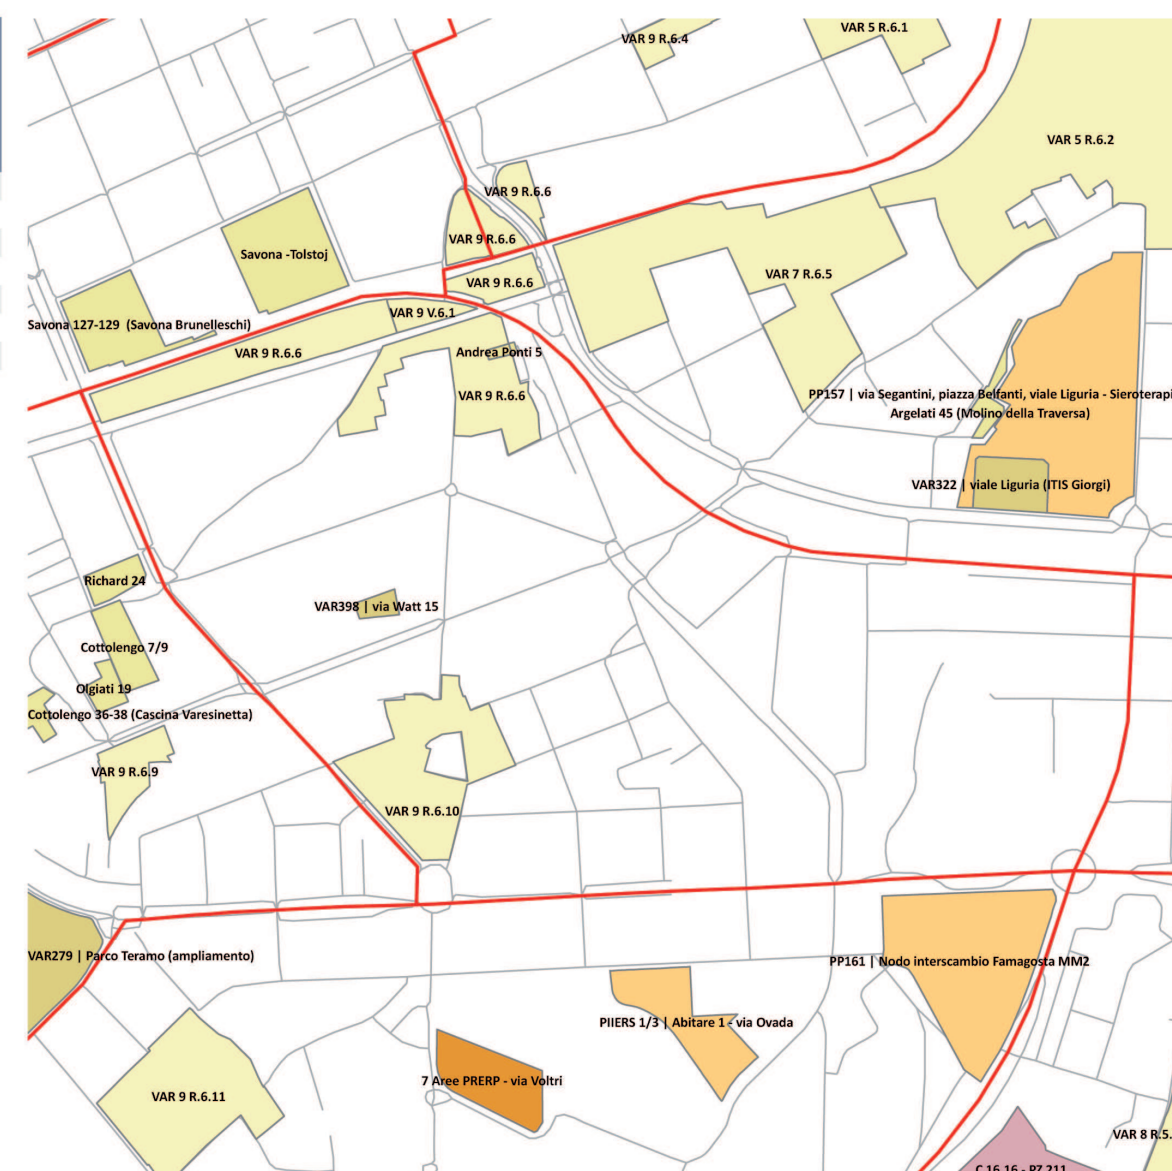 VAR 5 R.6.1
VAR 9 R.6.4
VAR 5 R.6.2
VAR 9 R.6.6
VAR 9 R.6.6
Savona -Tolstoj
VAR 7 R.6.5
VAR 9 R.6.6
VAR 9 V.6.1
Savona 127-129 (Savona Brunelleschi)
VAR 9 R.6.6
Andrea Ponti 5
VAR 9 R.6.6
PP157 | via Segantini, piazza Belfanti, viale Liguria - Sieroterapi
Argelati 45 (Molino della Traversa)
VAR322 | viale Liguria (ITIS Giorgi)
Richard 24
VAR398 | via Watt 15
Cottolengo 7/9
Olgiati 19
Cottolengo 36-38 (Cascina Varesinetta)
VAR 9 R.6.9
VAR 9 R.6.10
VAR279 | Parco Teramo (ampliamento)
PP161 | Nodo interscambio Famagosta MM2
PIIERS 1/3 | Abitare 1 - via Ovada
7 Aree PRERP - via Voltri
VAR 9 R.6.11
VAR 8 R.5.
C 16.16 - PZ 211